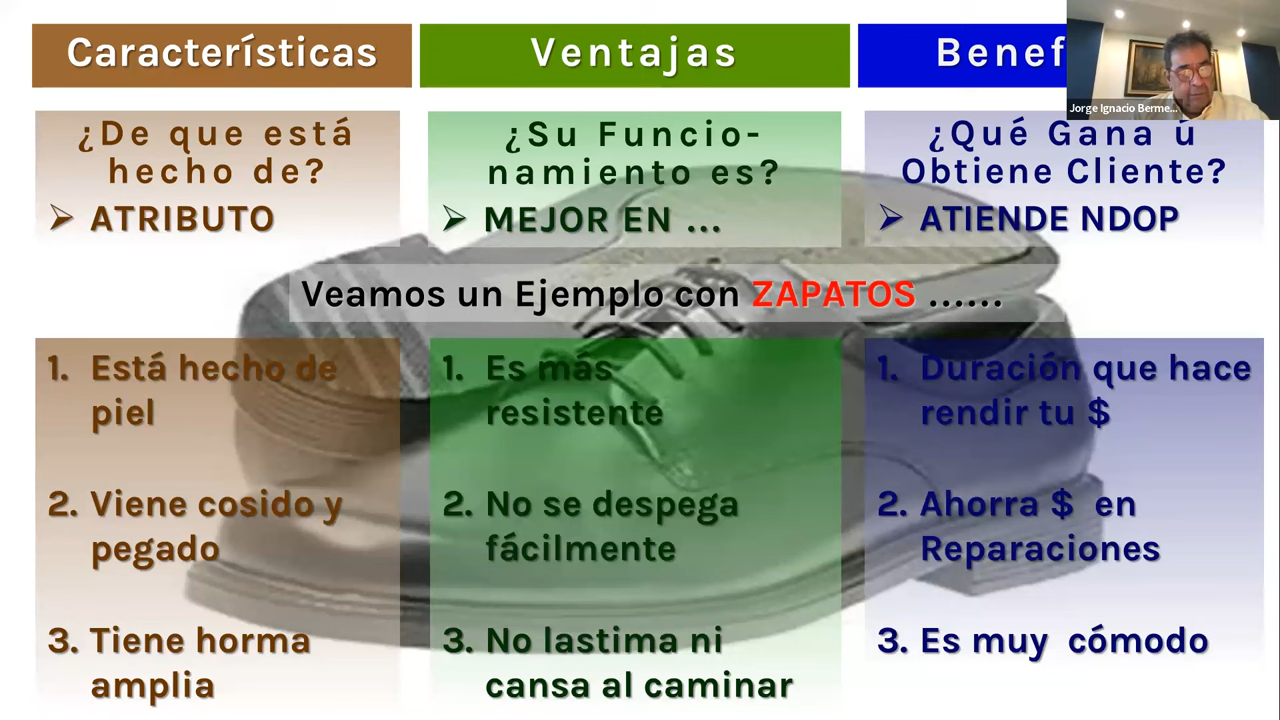 Características
Ventajas
Benef
Jorge Ignacio Berme...
¿De que está
hecho de?
➢ ATRIBUTO
¿Su Funcio-
namiento es?
➢ MEJOR EN ...
¿Qué Gana ú
Obtiene Cliente?
➢ ATIENDE NDOP
Veamos un Ejemplo con ZAPATOS ......
1. Está hecho de
piel
2. Viene cosido y
pegado
3. Tiene horma
amplia
1. Es más
resistente
2. No se despega
fácilmente
3. No lastima ni
cansa al caminar
1. Duración que hace
rendir tu $
2. Ahorra $ en
Reparaciones
3. Es muy cómodo